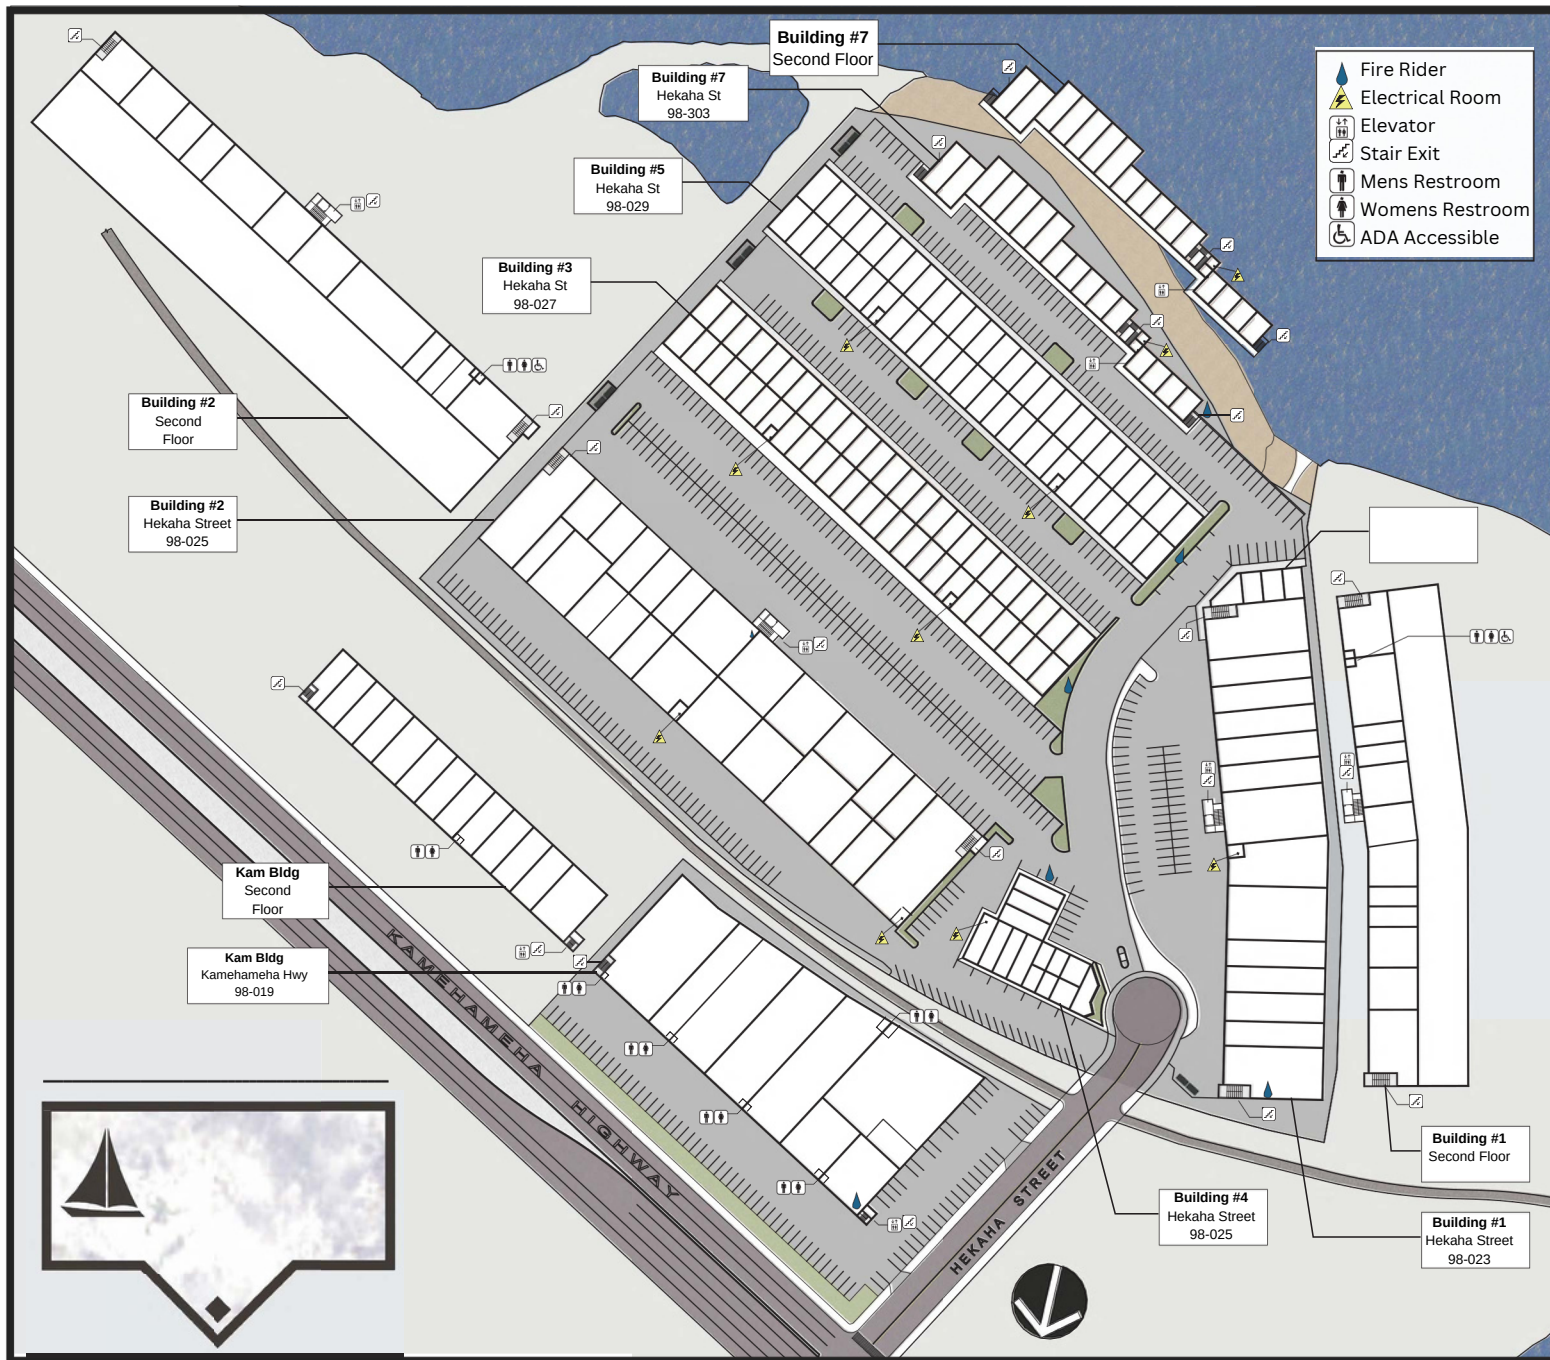 Building #7
Second Floor
Building #7
Hekaha St
98-303
Building #5
Hekaha St
98-029
Building #3
Hekaha St
98-027
Fire Rider
Electrical Room
Elevator
Stair Exit
Mens Restroom
Womens Restroom
ADA Accessible
Building #2
Second
Floor
Building #2
Hekaha Street
98-025
Kam Bldg
Second
Floor
Kam Bldg
Kamehameha Hwy
98-019
KAMEHAMEHA HIGHWAY
HEKAHA STREET
Building #1
Second Floor
Building #4
Hekaha Street
98-025
Building #1
Hekaha Street
98-023